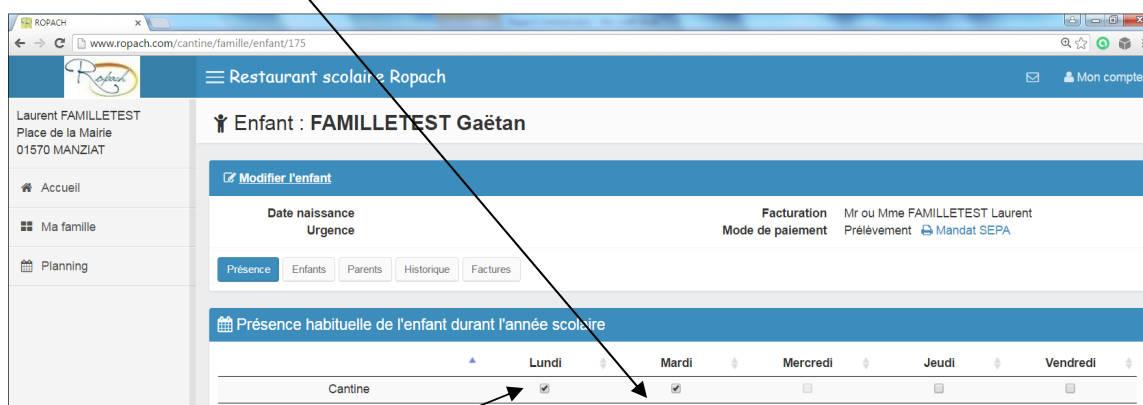 ROPACH
www.ropach.com/cantine/famille/enfant/175
Ropach
Restaurant scolaire Ropach
Mon compte
Laurent FAMILLETEST
Place de la Mairie
01570 MANZIAT
Accueil
Ma famille
Planning
Enfant : FAMILLETEST Gaëtan
Modifier l'enfant
Date naissance
Urgence
Facturation Mr ou Mme FAMILLETEST Laurent
Mode de paiement Prélèvement Mandat SEPA
Présence Enfants Parents Historique Factures
Présence habituelle de l'enfant durant l'année scolaire
Lundi Mardi Mercredi Jeudi Vendredi
Cantine